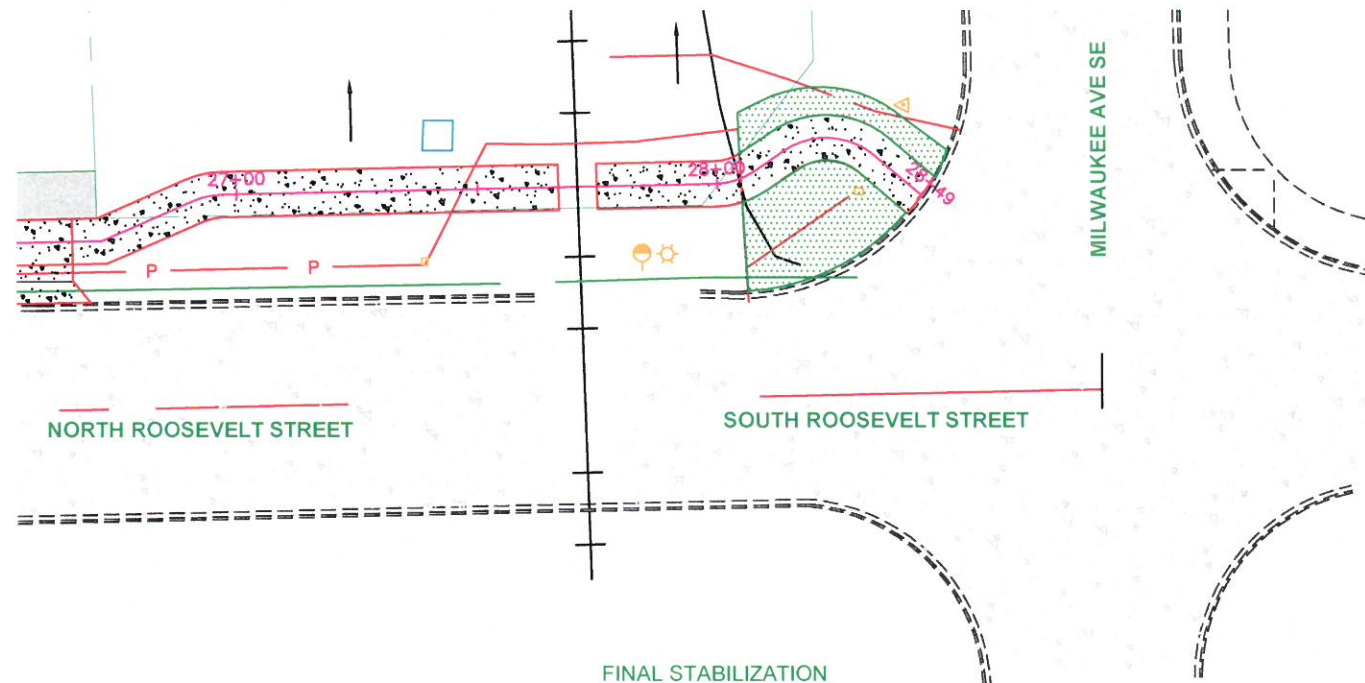 MILWAUKEE AVE SE
27+00
28+00
28+49
P
P
NORTH ROOSEVELT STREET
SOUTH ROOSEVELT STREET
FINAL STABILIZATION